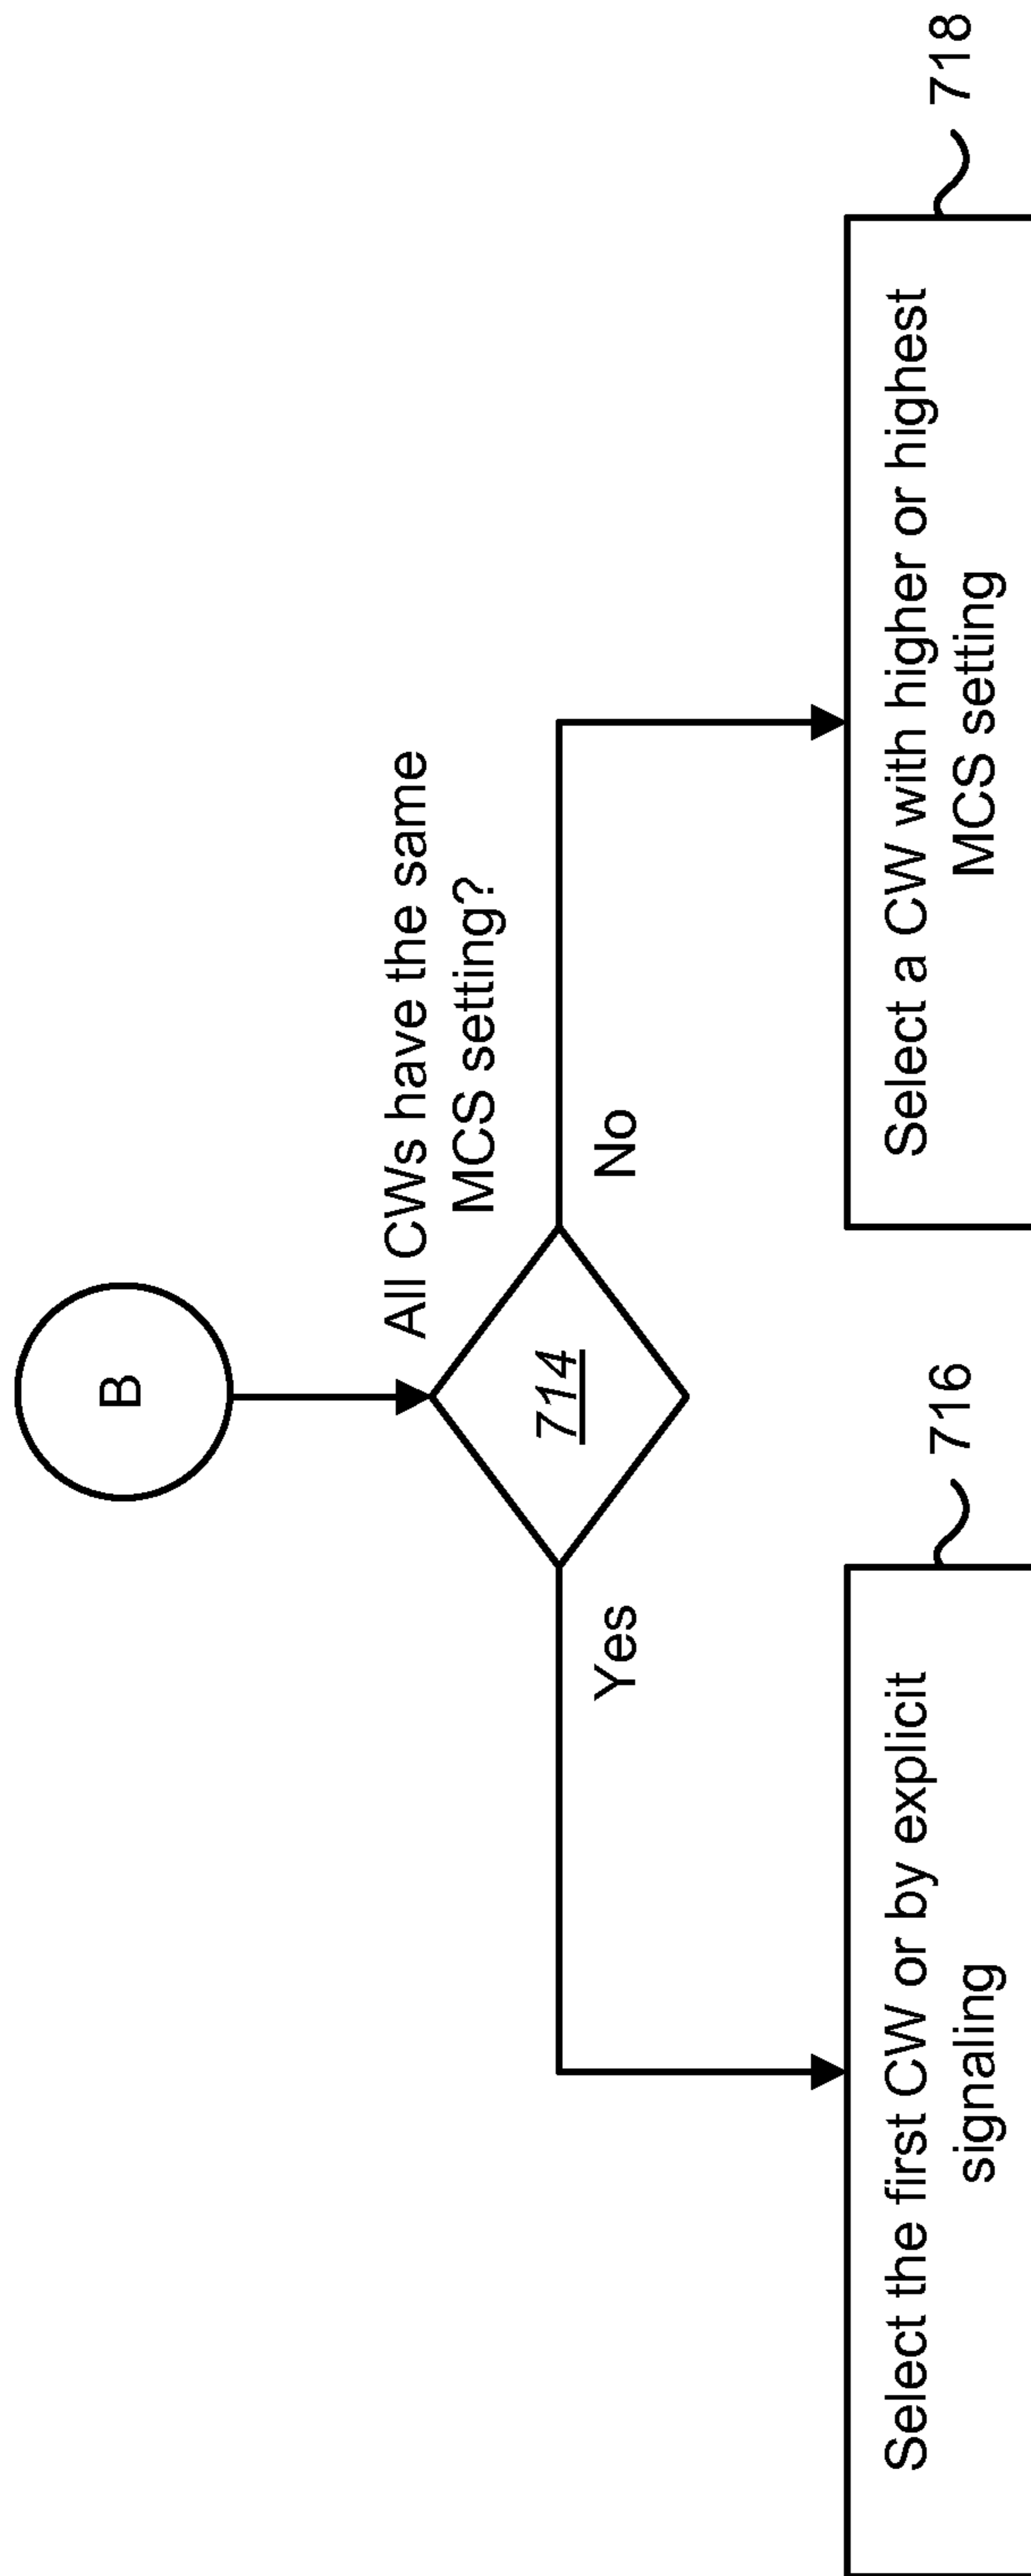 B
All CWs have the same
MCS setting?
714
Yes
No
Select the first CW or by explicit
signaling
716
Select a CW with higher or highest
MCS setting
718